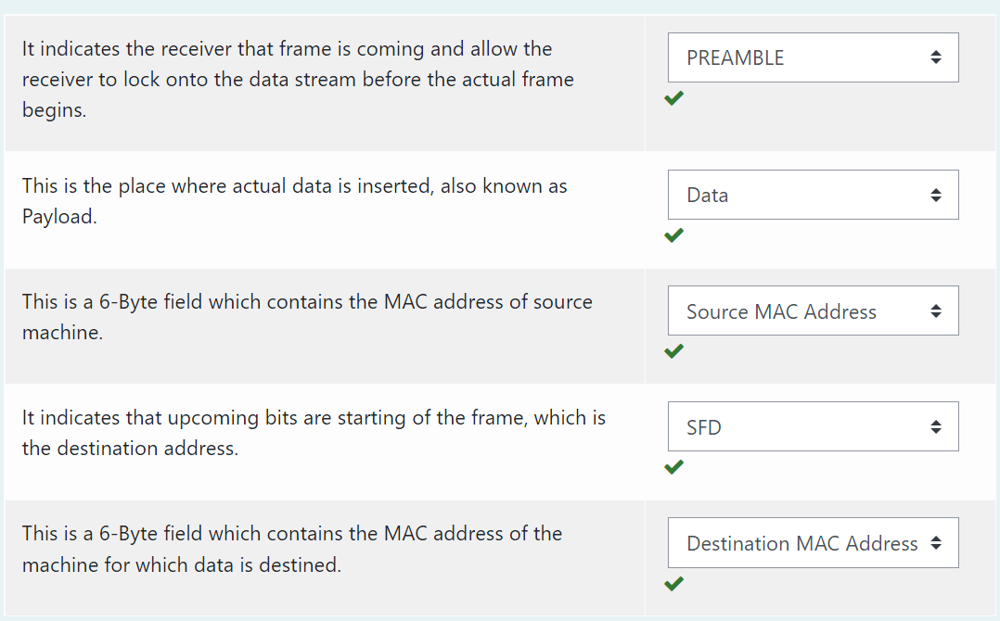 It indicates the receiver that frame is coming and allow the
receiver to lock onto the data stream before the actual frame
begins.
PREAMBLE
This is the place where actual data is inserted, also known as
Payload.
Data
This is a 6-Byte field which contains the MAC address of source
machine.
Source MAC Address
It indicates that upcoming bits are starting of the frame, which is
the destination address.
SFD
This is a 6-Byte field which contains the MAC address of the
machine for which data is destined.
Destination MAC Address